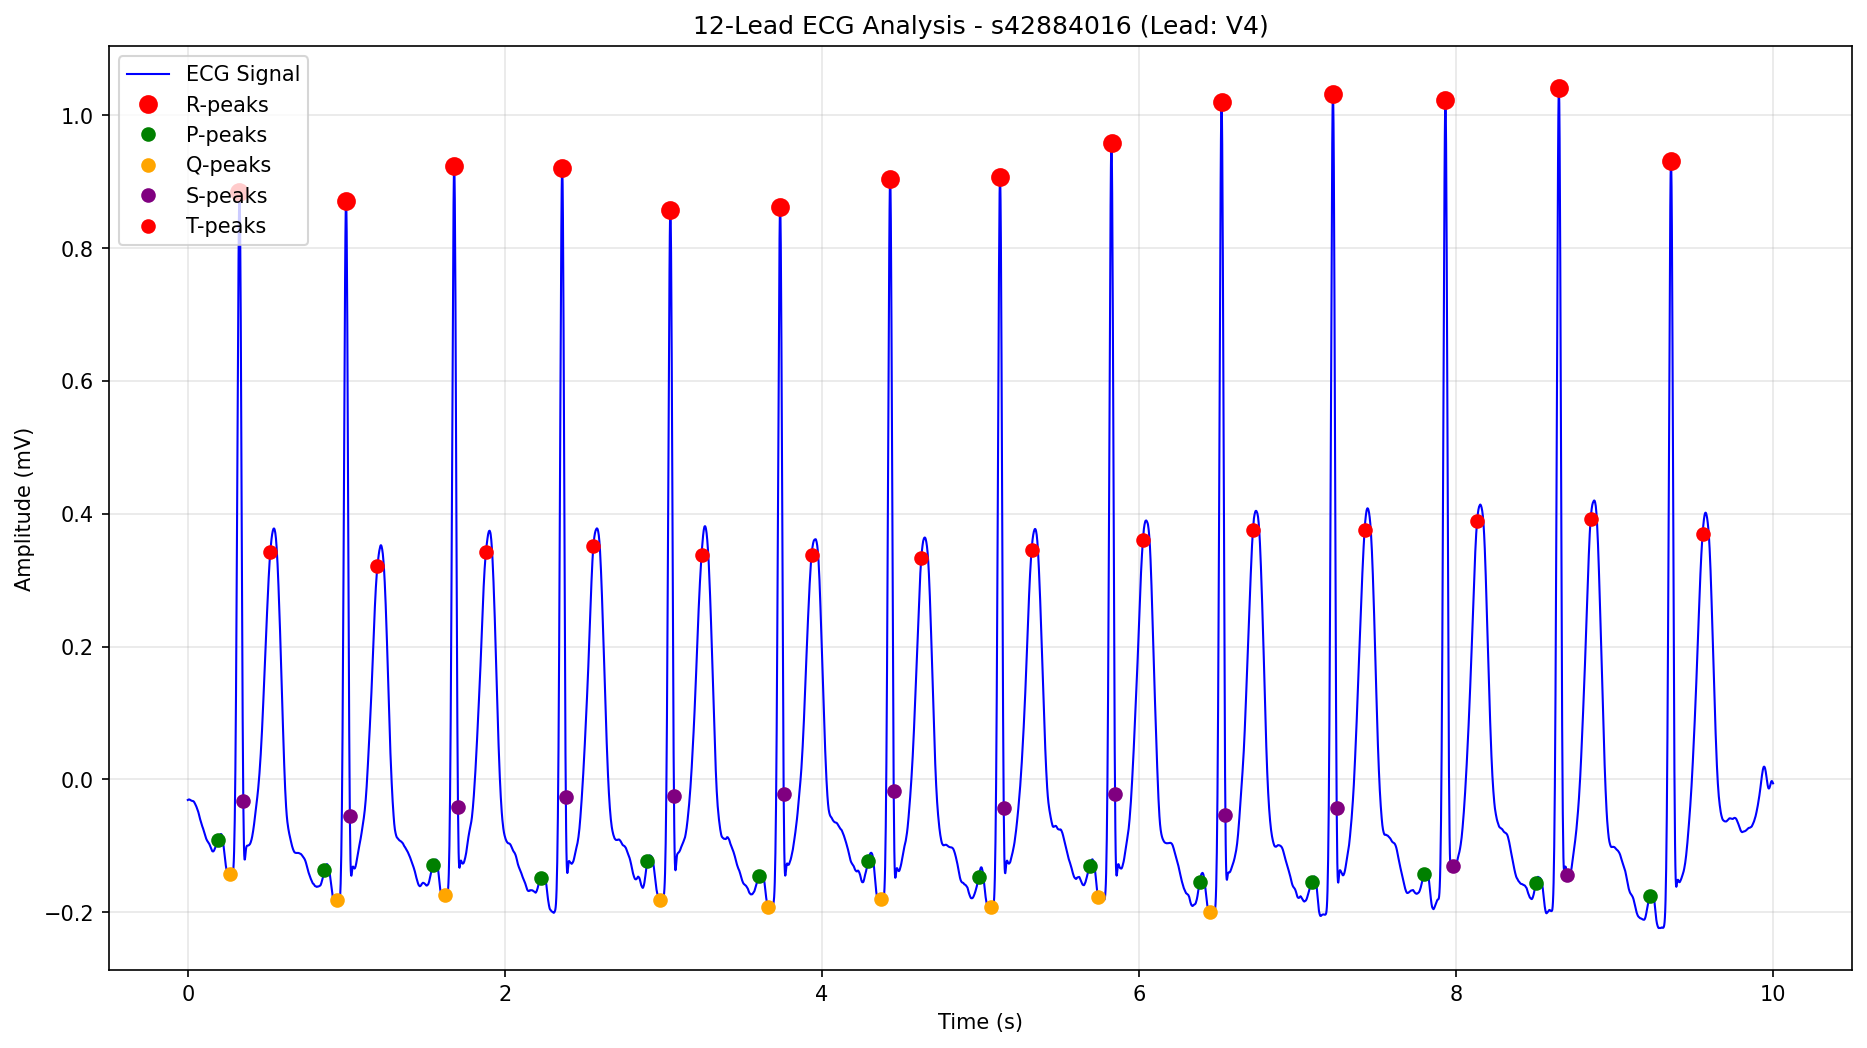 12-Lead ECG Analysis - s42884016 (Lead: V4)
ECG Signal
R-peaks
P-peaks
Q-peaks
S-peaks
T-peaks
Amplitude (mV)
1.0
0.8
0.6
0.4
0.2
0.0
−0.2
0 2 4 6 8 10
Time (s)